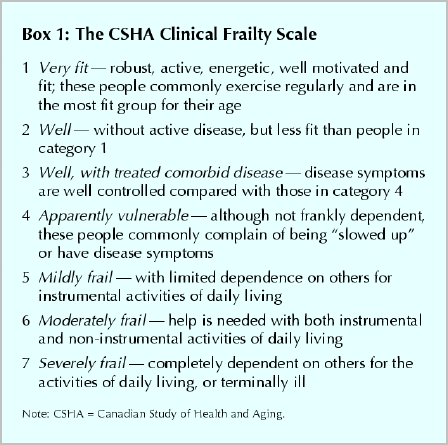 Box 1: The CSHA Clinical Frailty Scale
1 Very fit — robust, active, energetic, well motivated and
fit; these people commonly exercise regularly and are in
the most fit group for their age
2 Well — without active disease, but less fit than people in
category 1
3 Well, with treated comorbid disease — disease symptoms
are well controlled compared with those in category 4
4 Apparently vulnerable — although not frankly dependent,
these people commonly complain of being “slowed up”
or have disease symptoms
5 Mildly frail — with limited dependence on others for
instrumental activities of daily living
6 Moderately frail — help is needed with both instrumental
and non-instrumental activities of daily living
7 Severely frail — completely dependent on others for the
activities of daily living, or terminally ill
Note: CSHA = Canadian Study of Health and Aging.